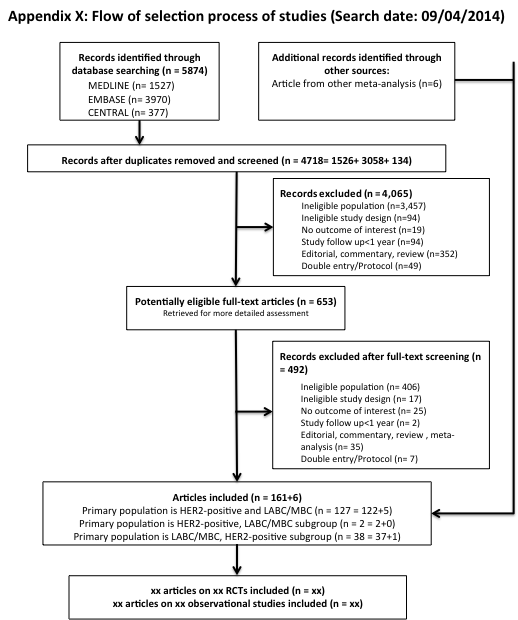 Appendix X: Flow of selection process of studies (Search date: 09/04/2014)
Records identified through
database searching (n = 5874)
MEDLINE (n= 1527)
EMBASE (n= 3970)
CENTRAL (n= 377)
Additional records identified through
other sources:
Article from other meta-analysis (n=6)
Records after duplicates removed and screened (n = 4718= 1526+ 3058+ 134)
Records excluded (n = 4,065)
Ineligible population (n=3,457)
Ineligible study design (n=94)
No outcome of interest (n=19)
Study follow up<1 year (n=94)
Editorial, commentary, review (n=352)
Double entry/Protocol (n=49)
Potentially eligible full-text articles (n = 653)
Retrieved for more detailed assessment
Records excluded after full-text screening (n
= 492)
Ineligible population (n= 406)
Ineligible study design (n= 17)
No outcome of interest (n= 25)
Study follow up<1 year (n= 2)
Editorial, commentary, review , meta-
analysis (n= 35)
Double entry/Protocol (n= 7)
Articles included (n = 161+6)
Primary population is HER2-positive and LABC/MBC (n = 127 = 122+5)
Primary population is HER2-positive, LABC/MBC subgroup (n = 2 = 2+0)
Primary population is LABC/MBC, HER2-positive subgroup (n = 38 = 37+1)
xx articles on xx RCTs included (n = xx)
xx articles on xx observational studies included (n = xx)